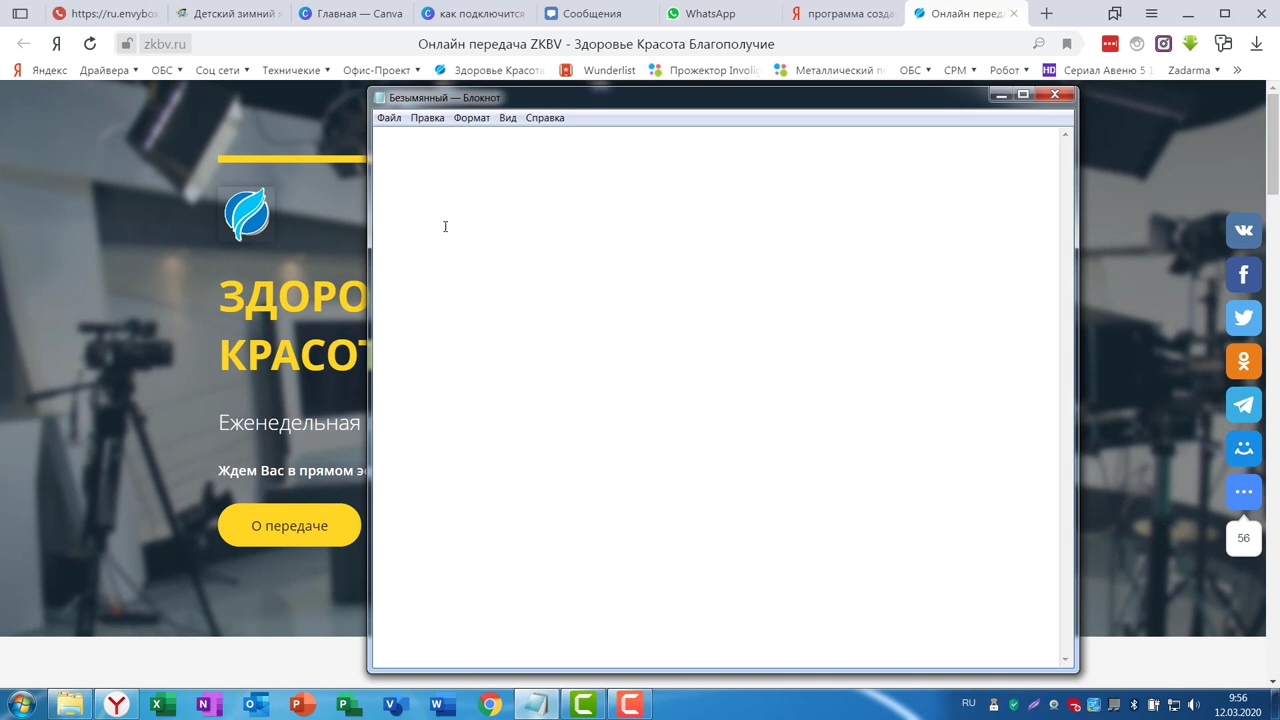 https://ru.envybox
Детский зимний
Главная — Canva
как подключится
Сообщения
WhatsApp
программа созда
Онлайн перед
zkbv.ru
Онлайн передача ZKBV - Здоровье Красота Благополучие
Яндекс
Драйвера
ОБС
Соц сети
Технические
Офис-Проект
Здоровье Красота
Wunderlist
Прожектор Involig
Металлический п
ОБС
СРМ
Робот
HD
Сериал Авеню 5 1
Zadarma
Безымянный — Блокнот
Файл Правка Формат Вид Справка
ЗДОРО
КРАСОТ
Еженедельная
Ждем Вас в прямом э
О передаче
56
RU
9:56
12.03.2020